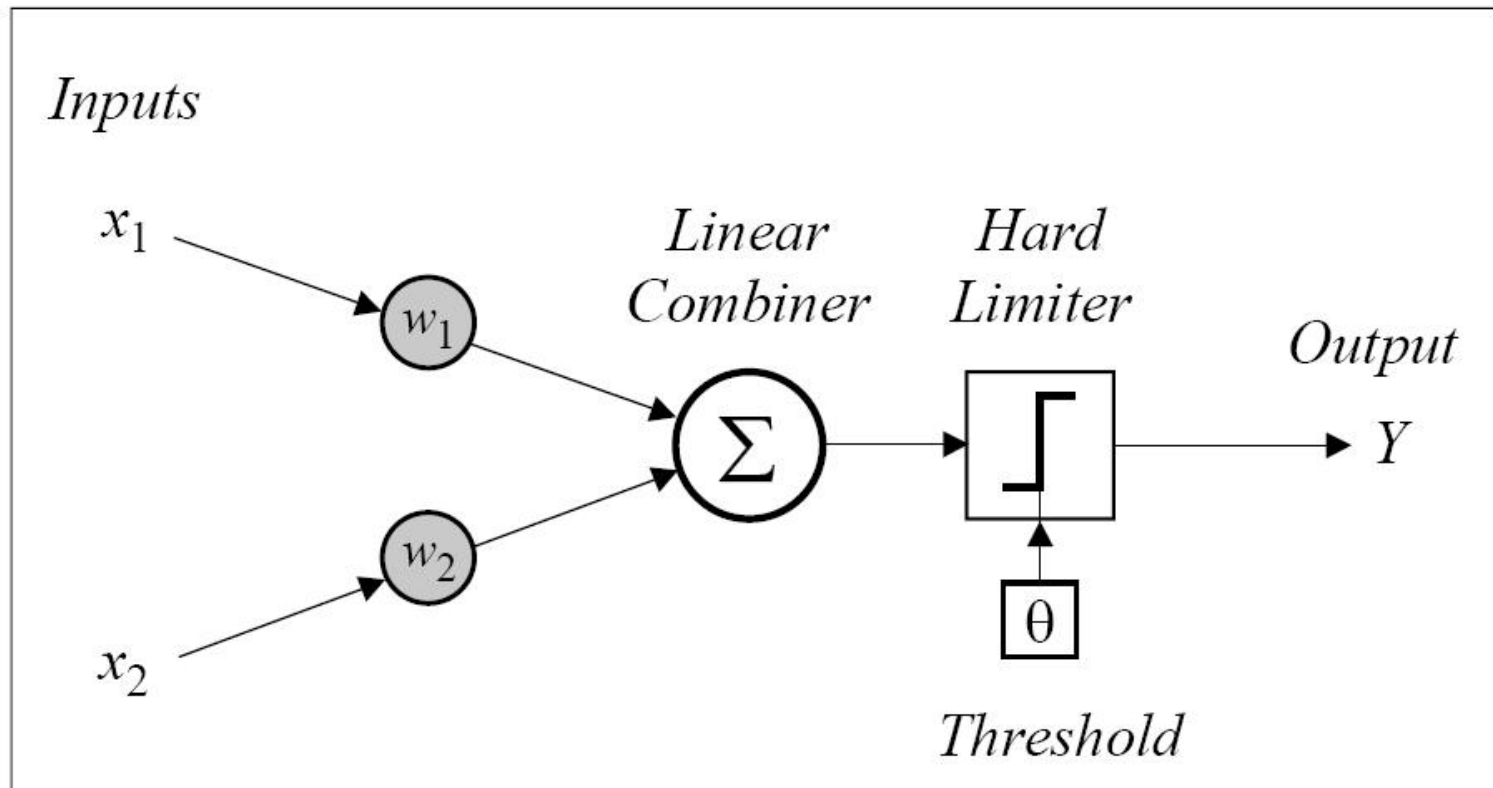 Inputs
x₁
w₁
w₂
x₂
Linear
Combiner
Σ
Hard
Limiter
θ
Threshold
Output
Y